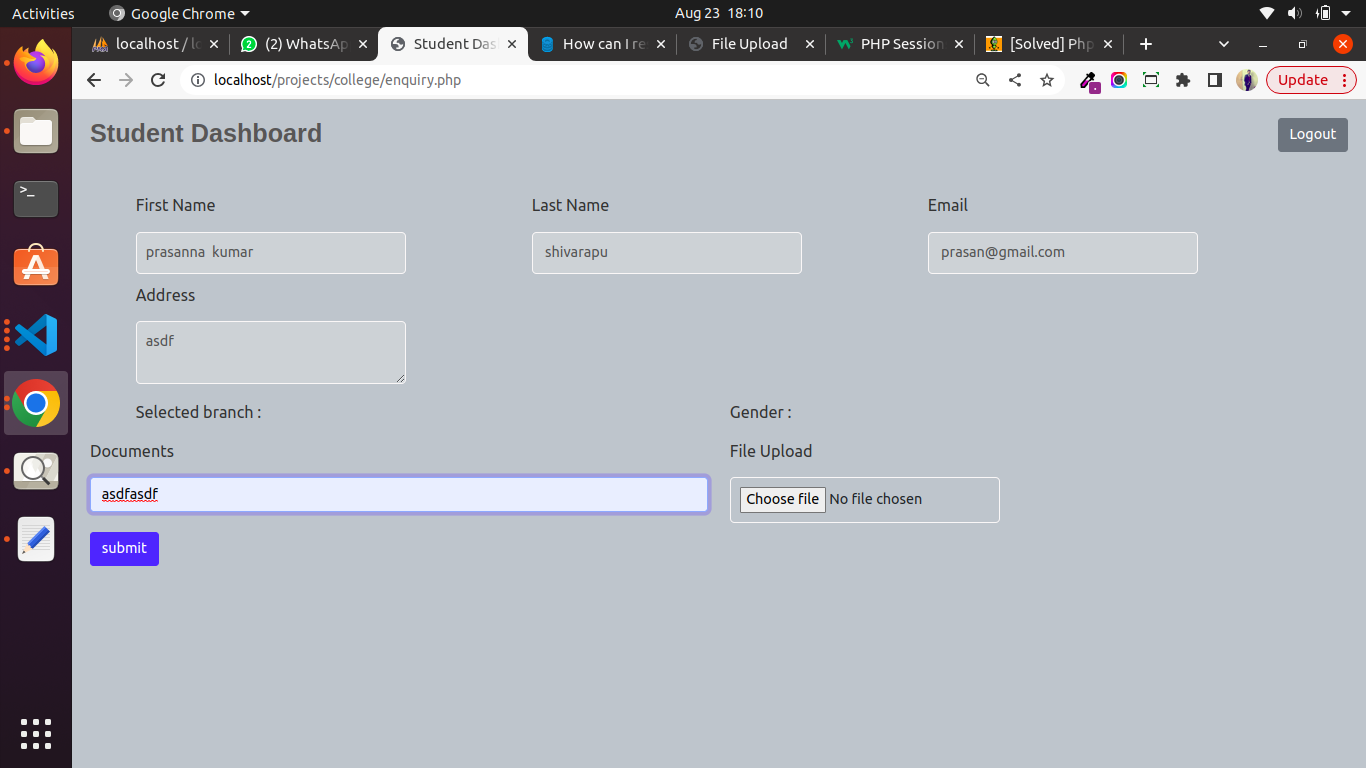 Activities Google Chrome Aug 23 18:10
localhost / lo (2) WhatsAp Student Das How can I re File Upload PHP Session [Solved] Php
localhost/projects/college/enquiry.php Update
Student Dashboard Logout
First Name Last Name Email
prasanna kumar shivarapu prasan@gmail.com
Address
asdf
Selected branch : Gender :
Documents File Upload
asdfasdf Choose file No file chosen
submit